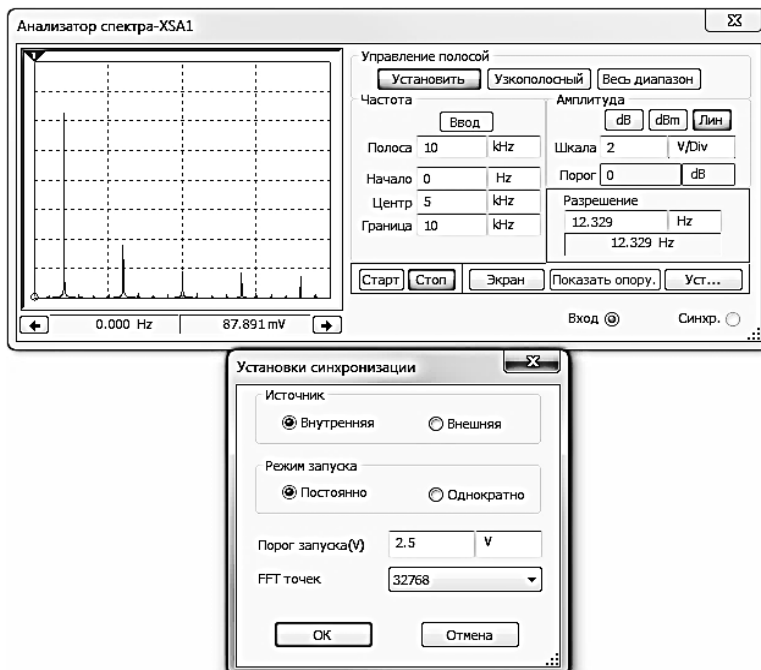 Анализатор спектра-XSA1
1
Управление полосой
Установить Узкополосный Весь диапазон
Частота Амплитуда
Ввод dB dBm Лин
Полоса 10 kHz Шкала 2 V/Div
Начало 0 Hz Порог 0 dB
Центр 5 kHz Разрешение
Граница 10 kHz 12.329 Hz
12.329 Hz
Старт Стоп Экран Показать опору. Уст...
0.000 Hz 87.891 mV Вход Синхр.
Установки синхронизации
Источник
Внутренняя Внешняя
Режим запуска
Постоянно Однократно
Порог запуска(V) 2.5 V
FFT точек 32768
OK Отмена